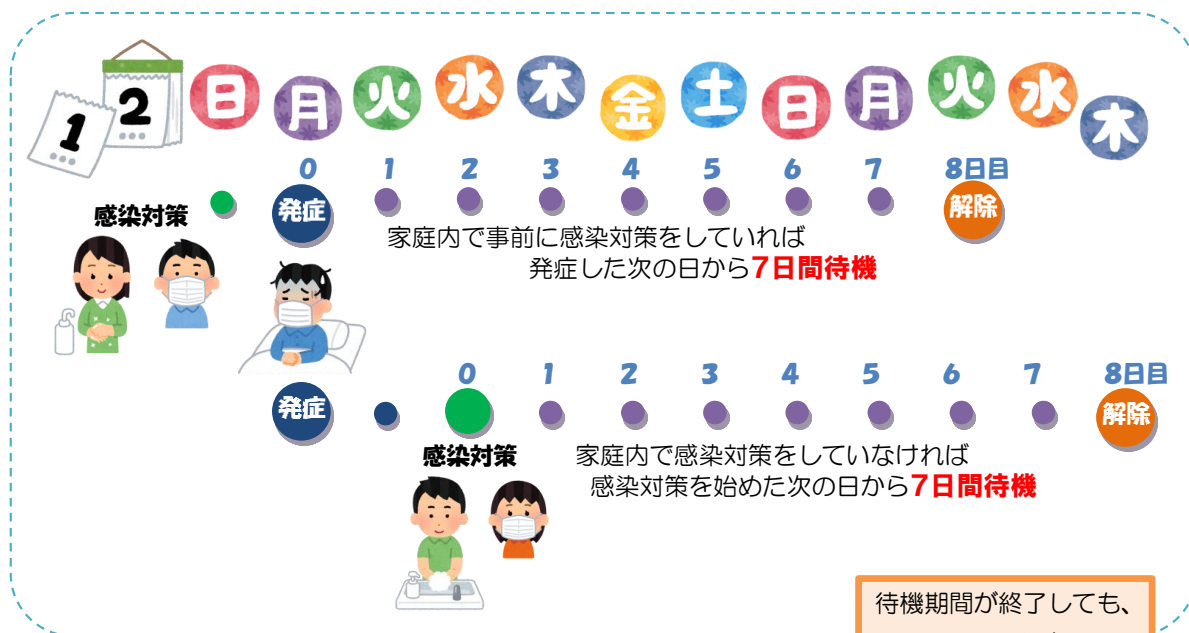 1 2 日 月 火 水 木 金 土 日 月 火 水 木
0 1 2 3 4 5 6 7 8日目
感染対策 発症 解除
家庭内で事前に感染対策をしていれば
発症した次の日から7日間待機
0 1 2 3 4 5 6 7 8日目
発症 解除
感染対策
家庭内で感染対策をしていなければ
感染対策を始めた次の日から7日間待機
待機期間が終了しても、